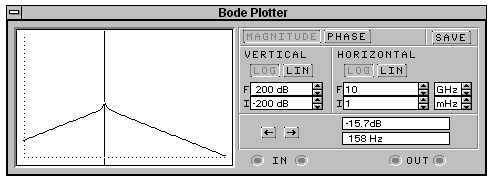 Bode Plotter
MAGNITUDE PHASE SAVE
VERTICAL HORIZONTAL
LOG LIN LOG LIN
F 200 dB F 10 GHz
I -200 dB I 1 mHz
← → -15.7dB
158 Hz
IN OUT